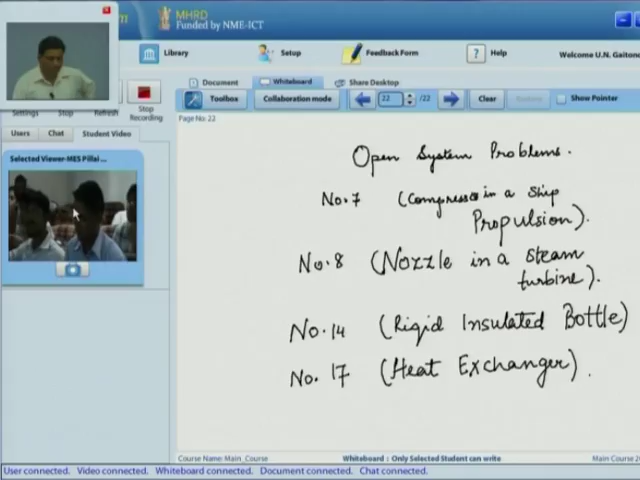 MHRD
Funded by NME-ICT
Library
Setup
Feedback Form
Help
Welcome U.N. Gaitond
Settings
Stop
Refresh
Stop Recording
Document
Whiteboard
Share Desktop
Toolbox
Collaboration mode
22
/22
Clear
Show Pointer
Users
Chat
Student Video
Selected Viewer-MES Pillai ...
Page No: 22
Open System Problems.
No.7 (Compressor in a Ship
Propulsion).
No.8 (Nozzle in a steam
turbine).
No.14 (Rigid Insulated Bottle)
No. 17 (Heat Exchanger).
Course Name: Main_Course
Whiteboard : Only Selected Student can write
Main Course 2
User connected. Video connected. Whiteboard connected. Document connected. Chat connected.